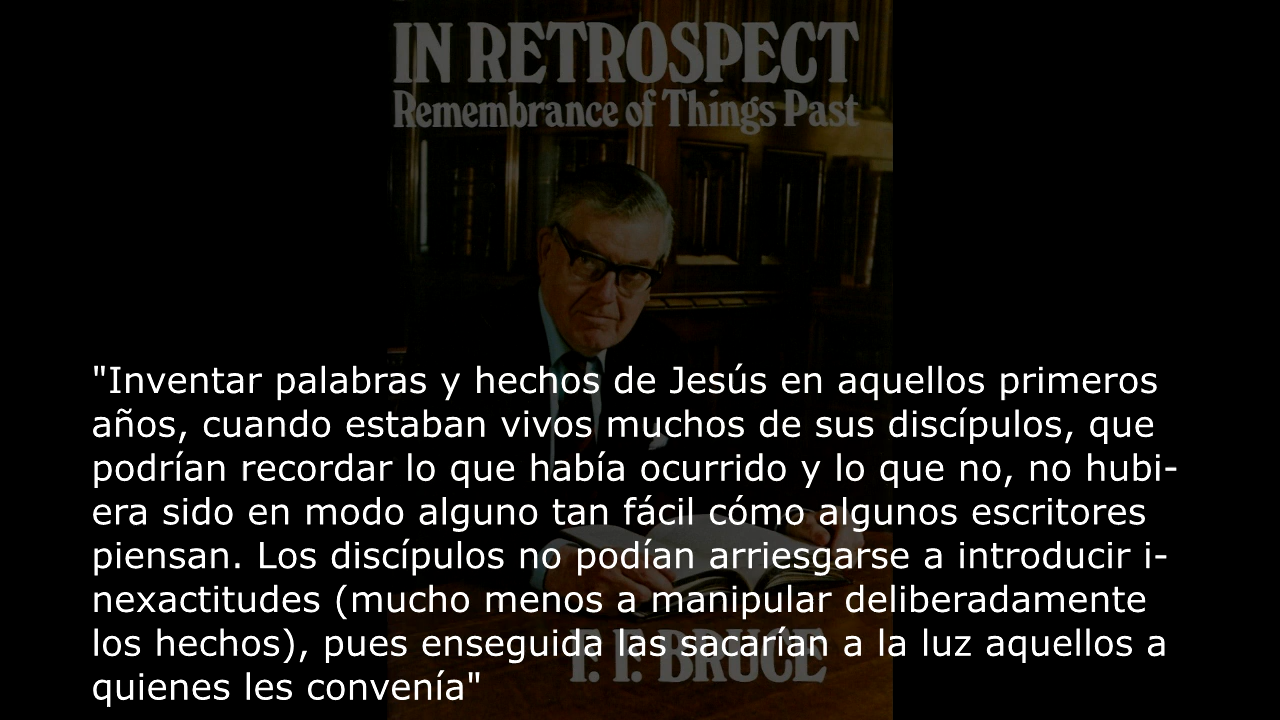 IN RETROSPECT
Remembrance of Things Past
"Inventar palabras y hechos de Jesús en aquellos primeros
años, cuando estaban vivos muchos de sus discípulos, que
podrían recordar lo que había ocurrido y lo que no, no hubi-
era sido en modo alguno tan fácil cómo algunos escritores
piensan. Los discípulos no podían arriesgarse a introducir i-
nexactitudes (mucho menos a manipular deliberadamente
los hechos), pues enseguida las sacarían a la luz aquellos a
quienes les convenía"
F. F. BRUCE